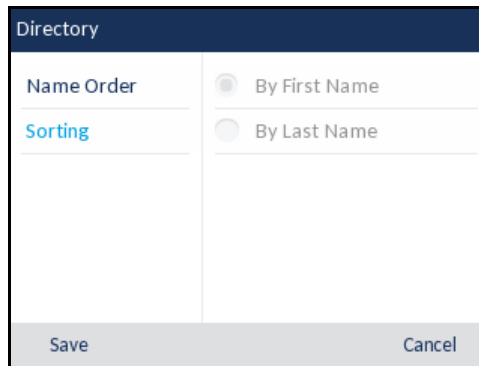 Directory
Name Order
By First Name
Sorting
By Last Name
Save
Cancel